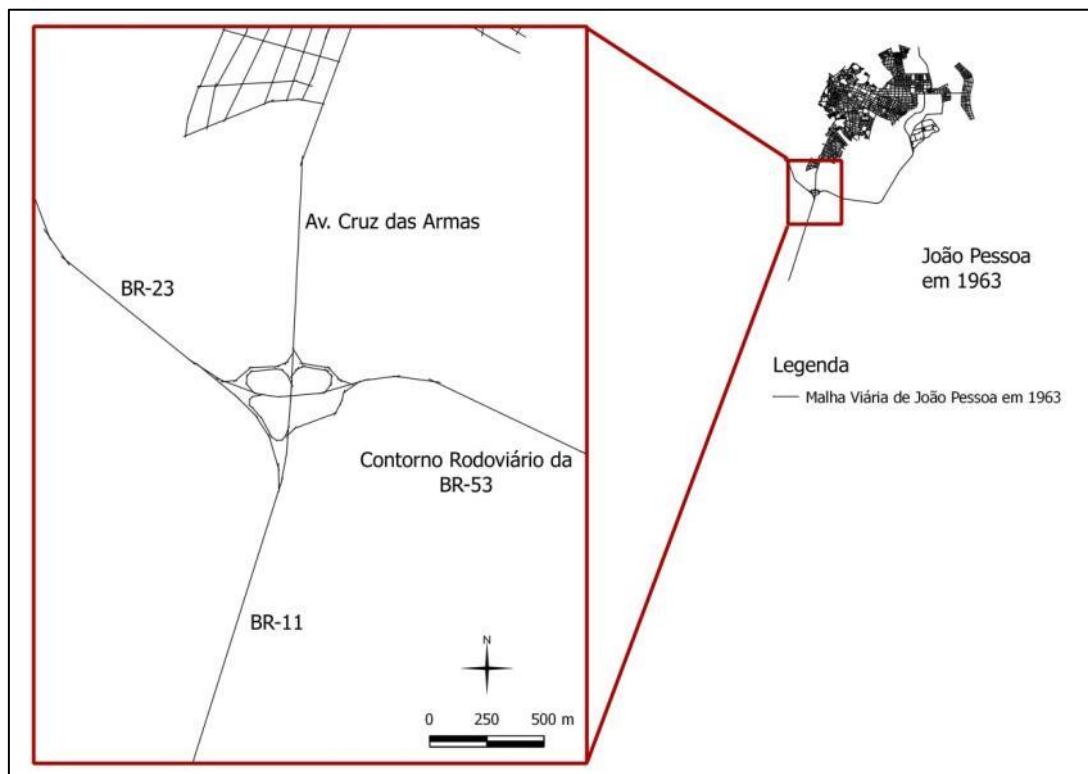 Av. Cruz das Armas
BR-23
Contorno Rodoviário da
BR-53
BR-11
N
0 250 500 m
João Pessoa
em 1963
Legenda
Malha Viária de João Pessoa em 1963